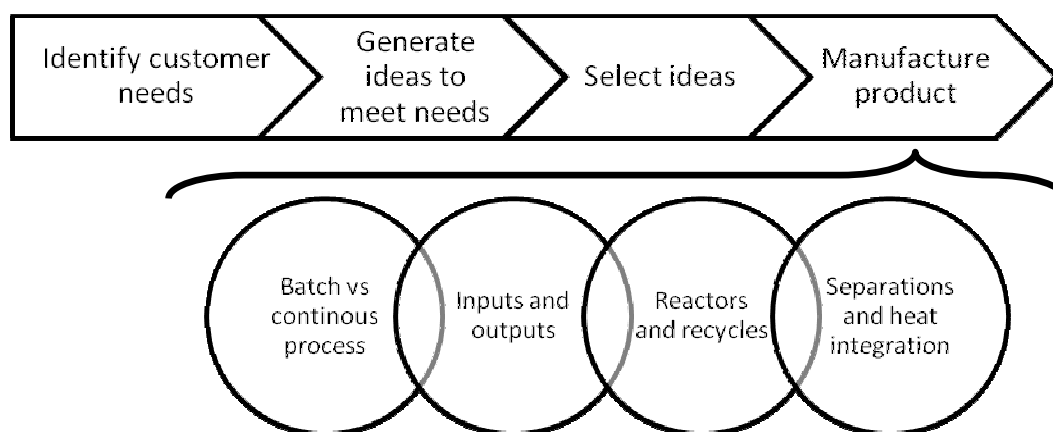 Identify customer
needs
Generate
ideas to
meet needs
Select ideas
Manufacture
product
Batch vs
continous
process
Inputs and
outputs
Reactors
and recycles
Separations
and heat
integration